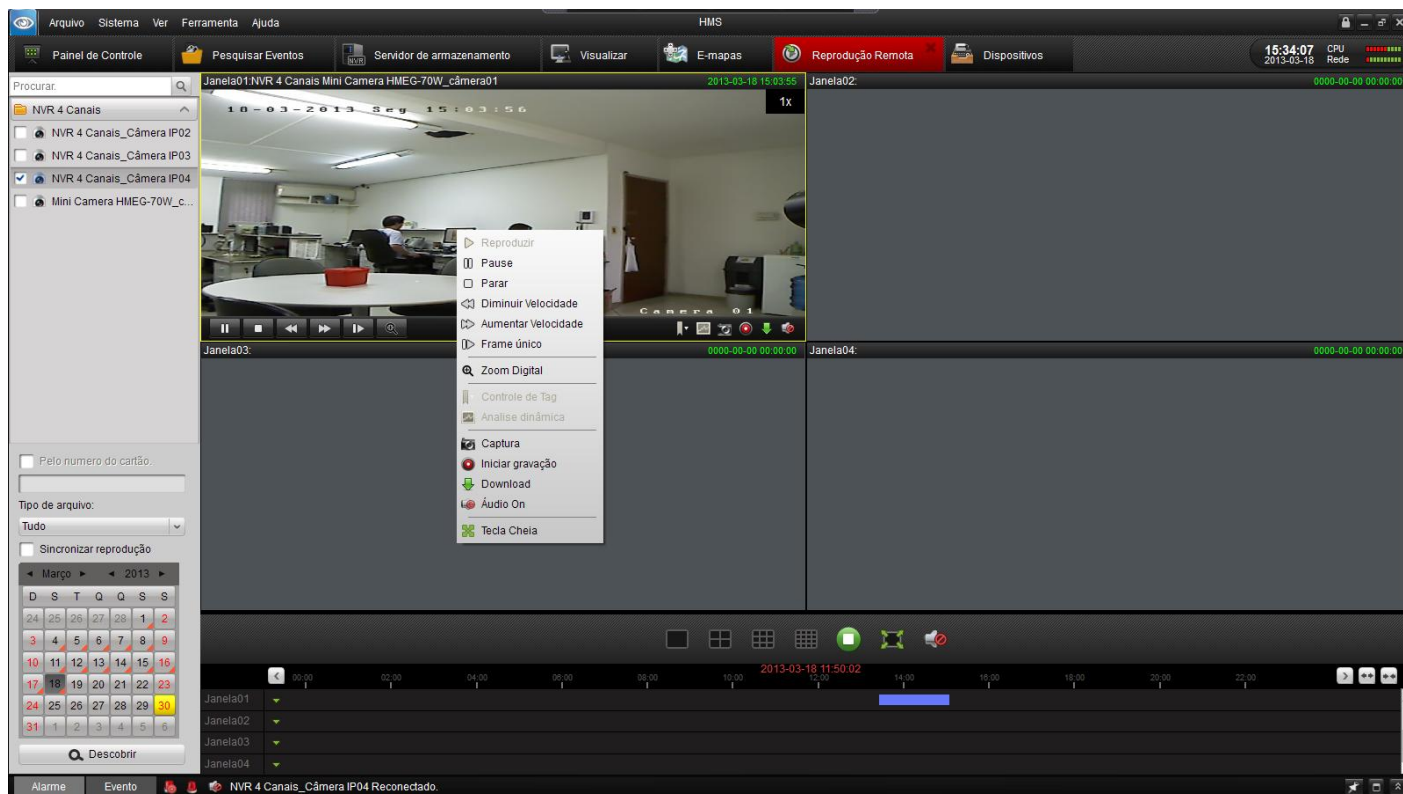 Arquivo Sistema Ver Ferramenta Ajuda HMS
Painel de Controle Pesquisar Eventos NVR Servidor de armazenamento Visualizar E-mapas Reprodução Remota Dispositivos 15:34:07 CPU
2013-03-18 Rede
Procurar.
NVR 4 Canais
NVR 4 Canais_Câmera IP02
NVR 4 Canais_Câmera IP03
NVR 4 Canais_Câmera IP04
Mini Camera HMEG-70W_c...
Pelo numero do cartão.
Tipo de arquivo:
Tudo
Sincronizar reprodução
Março 2013
D S T Q Q S S
24 25 26 27 28 1 2
3 4 5 6 7 8 9
10 11 12 13 14 15 16
17 18 19 20 21 22 23
24 25 26 27 28 29 30
31 1 2 3 4 5 6
Descobrir
Janela01:NVR 4 Canais Mini Camera HMEG-70W_câmera01 2013-03-18 15:03:55
18-03-2013 Seg 15:03:56
1x
Camera 01
Janela02: 0000-00-00 00:00:00
Janela03: 0000-00-00 00:00:00
Janela04: 0000-00-00 00:00:00
Reproduzir
Pause
Parar
Diminuir Velocidade
Aumentar Velocidade
Frame único
Zoom Digital
Controle de Tag
Analise dinâmica
Captura
Iniciar gravação
Download
Áudio On
Tecla Cheia
2013-03-18 11:50:02
00:00 02:00 04:00 06:00 08:00 10:00 12:00 14:00 16:00 18:00 20:00 22:00
Janela01
Janela02
Janela03
Janela04
Alarme Evento NVR 4 Canais_Câmera IP04 Reconectado.